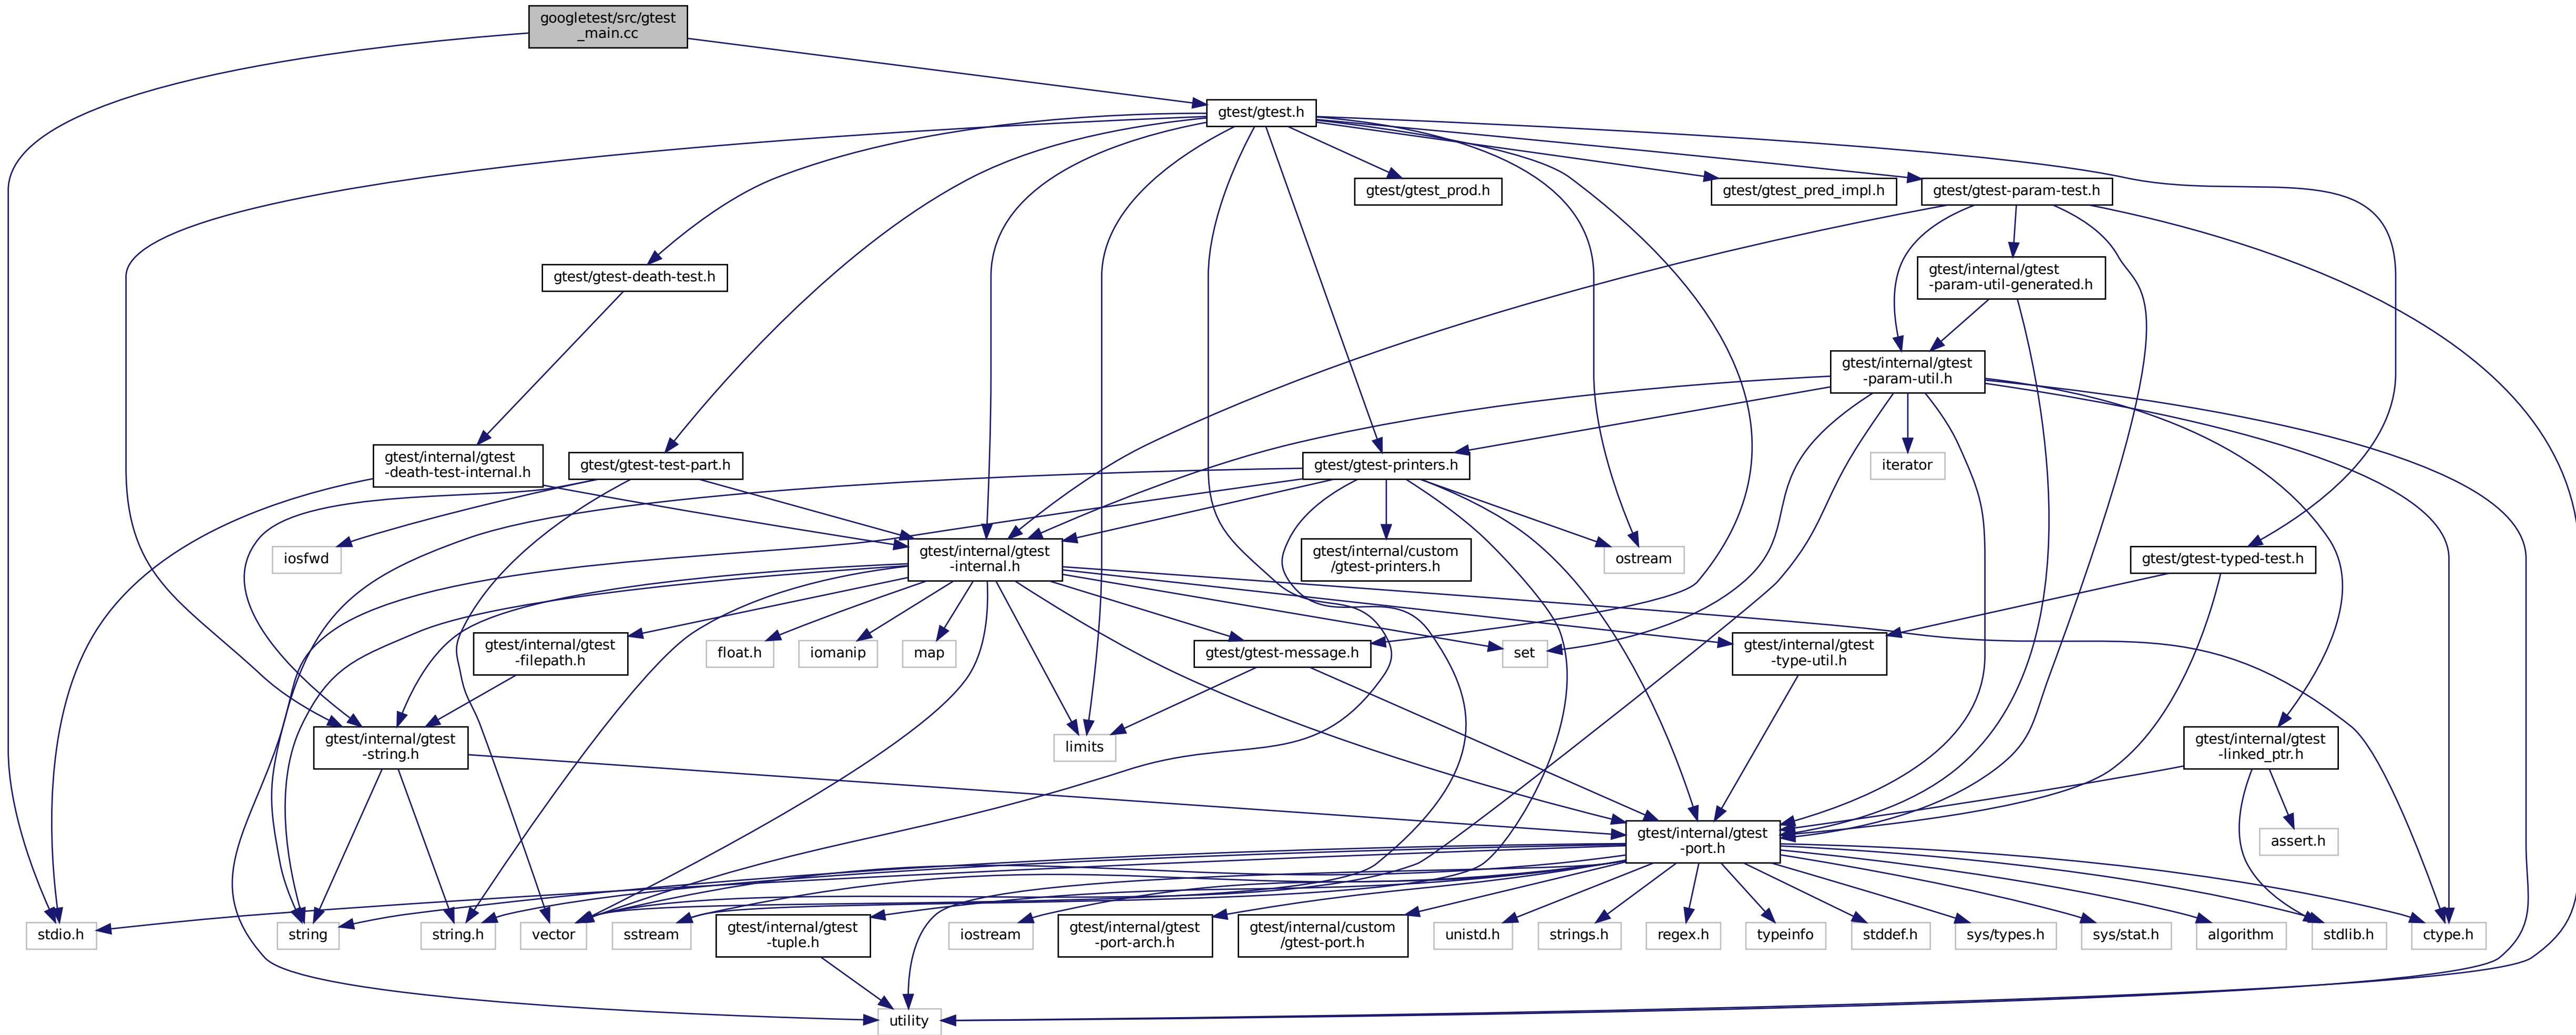 googletest/src/gtest
_main.cc
gtest/gtest.h
gtest/gtest_prod.h
gtest/gtest_pred_impl.h
gtest/gtest-param-test.h
gtest/gtest-death-test.h
gtest/internal/gtest
-param-util-generated.h
gtest/internal/gtest
-param-util.h
gtest/internal/gtest
-death-test-internal.h
gtest/gtest-test-part.h
gtest/gtest-printers.h
iterator
iosfwd
gtest/internal/gtest
-internal.h
gtest/internal/custom
/gtest-printers.h
ostream
gtest/gtest-typed-test.h
gtest/internal/gtest
-filepath.h
float.h
iomanip
map
gtest/gtest-message.h
set
gtest/internal/gtest
-type-util.h
gtest/internal/gtest
-string.h
limits
gtest/internal/gtest
-linked_ptr.h
gtest/internal/gtest
-port.h
assert.h
stdio.h
string
string.h
vector
sstream
gtest/internal/gtest
-tuple.h
iostream
gtest/internal/gtest
-port-arch.h
gtest/internal/custom
/gtest-port.h
unistd.h
strings.h
regex.h
typeinfo
stddef.h
sys/types.h
sys/stat.h
algorithm
stdlib.h
ctype.h
utility